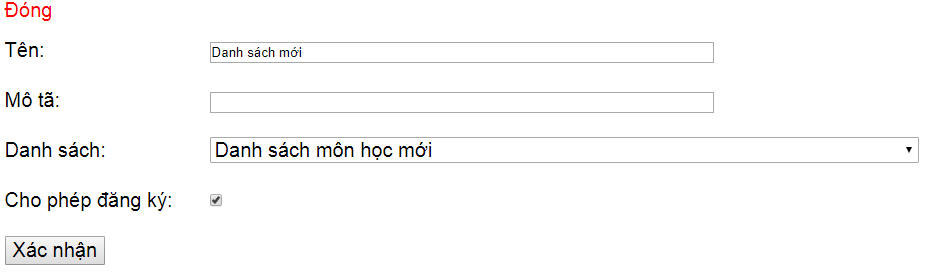 Đóng
Tên: Danh sách mới
Mô tã:
Danh sách: Danh sách môn học mới
Cho phép đăng ký:
Xác nhận